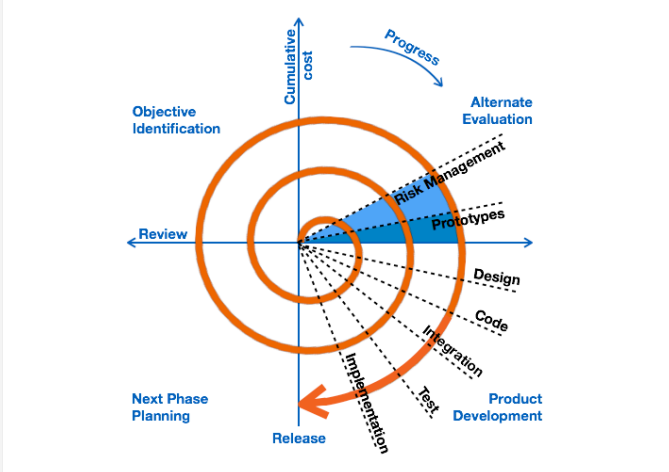 Cumulative
cost
Progress
Objective
Identification
Alternate
Evaluation
Risk Management
Prototypes
Review
Design
Code
Integration
Test
Implementation
Next Phase
Planning
Product
Development
Release